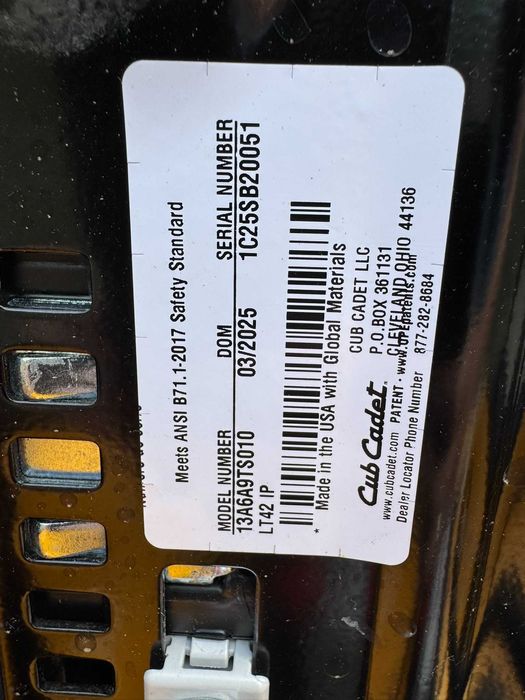 Meets ANSI B71.1-2017 Safety Standard
MODEL NUMBER DOM SERIAL NUMBER
13A6A9TS010 03/2025 1C25SB20051
LT42 IP
* Made in the USA with Global Materials
CUB CADET LLC
P.O.BOX 361131
CLEVELAND OHIO 44136
Cub Cadet
www.cubcadet.com PATENT - www.OPEpatents.com
Dealer Locator Phone Number 877-282-8684